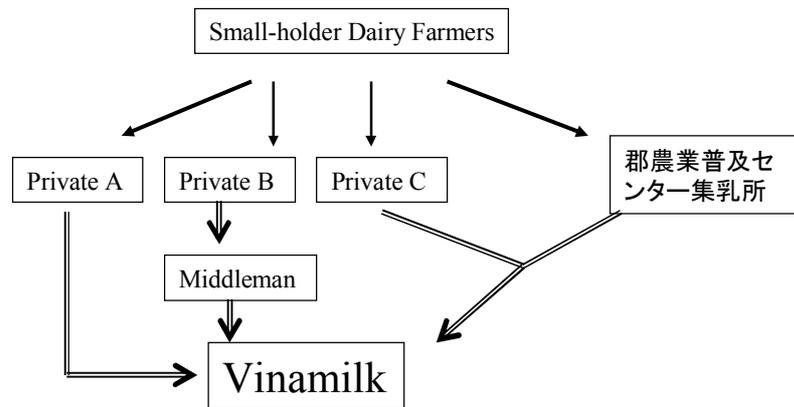 Small-holder Dairy Farmers
Private A
Private B
Private C
郡農業普及セ
ンター集乳所
Middleman
Vinamilk